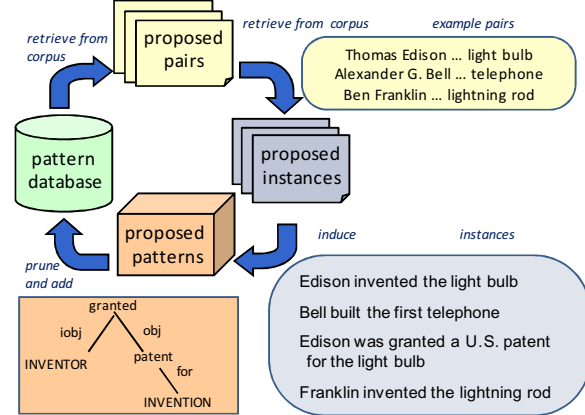 retrieve from
corpus
proposed
pairs
retrieve from corpus
example pairs
Thomas Edison … light bulb
Alexander G. Bell … telephone
Ben Franklin … lightning rod
pattern
database
proposed
instances
proposed
patterns
prune
and add
induce
instances
granted
iobj
obj
INVENTOR
patent
for
INVENTION
Edison invented the light bulb
Bell built the first telephone
Edison was granted a U.S. patent
for the light bulb
Franklin invented the lightning rod